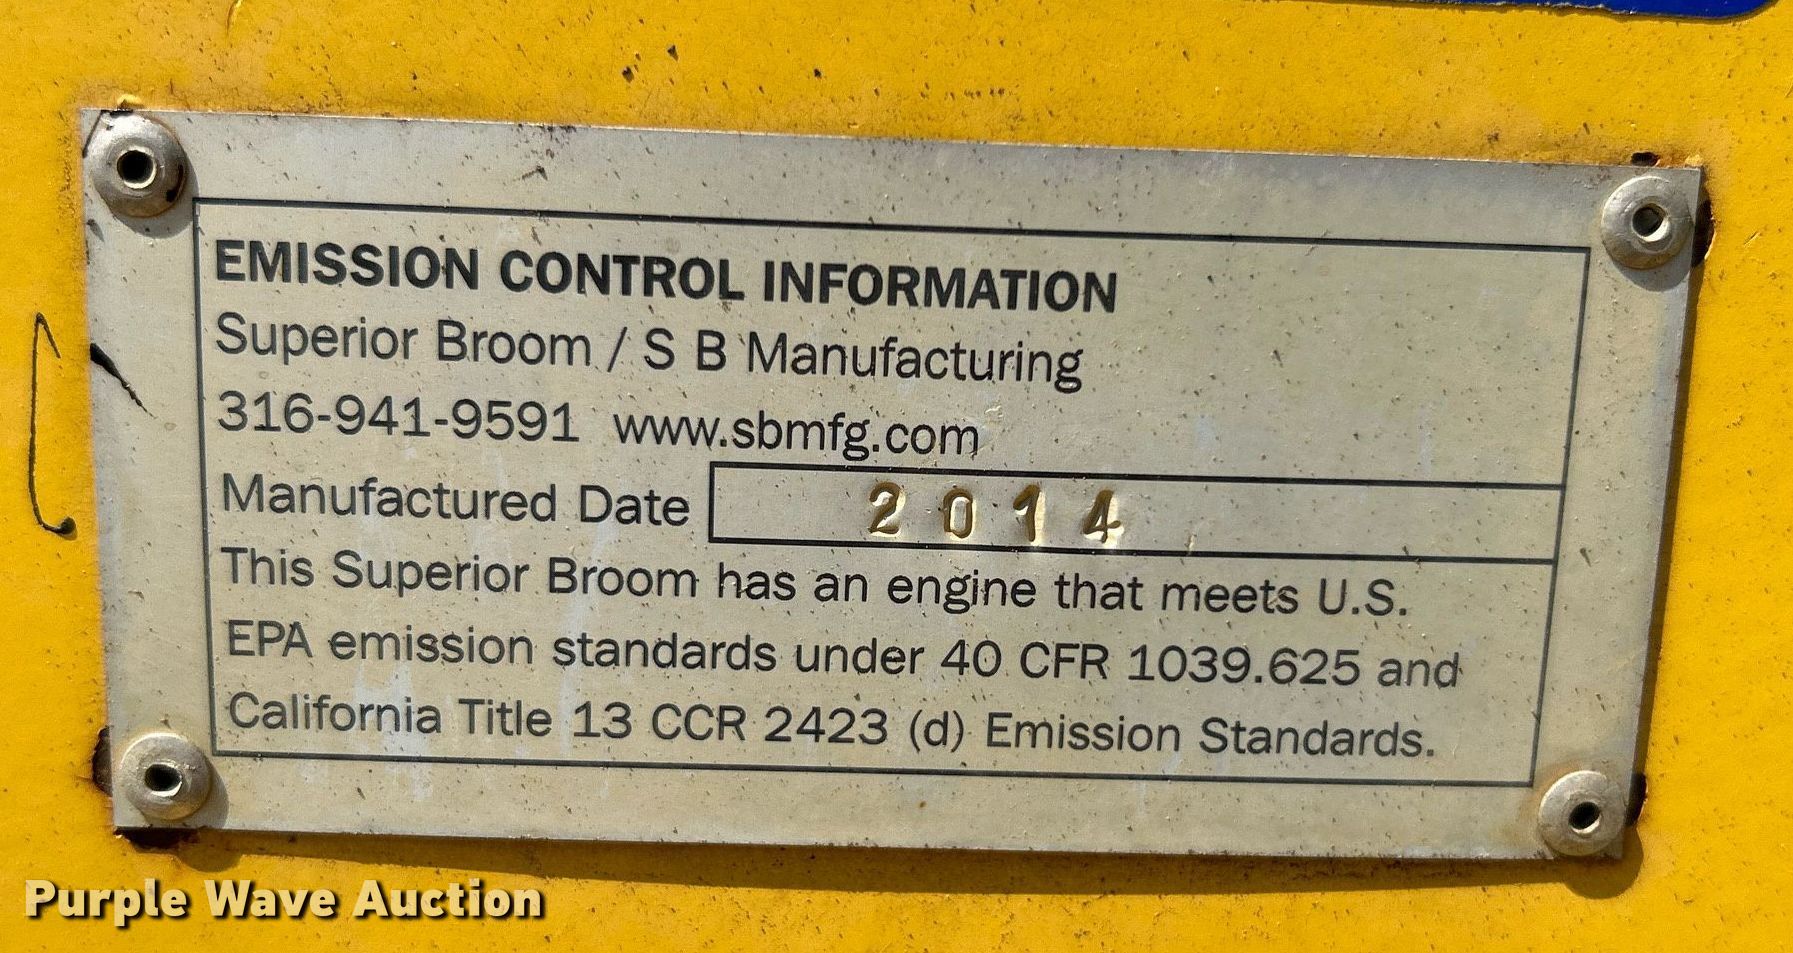 EMISSION CONTROL INFORMATION
Superior Broom / S B Manufacturing
316-941-9591 www.sbmfg.com
Manufactured Date 2014
This Superior Broom has an engine that meets U.S.
EPA emission standards under 40 CFR 1039.625 and
California Title 13 CCR 2423 (d) Emission Standards.
Purple Wave Auction